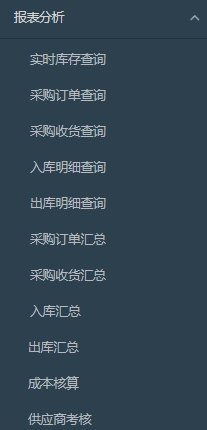 报表分析
实时库存查询
采购订单查询
采购收货查询
入库明细查询
出库明细查询
采购订单汇总
采购收货汇总
入库汇总
出库汇总
成本核算
供应商考核